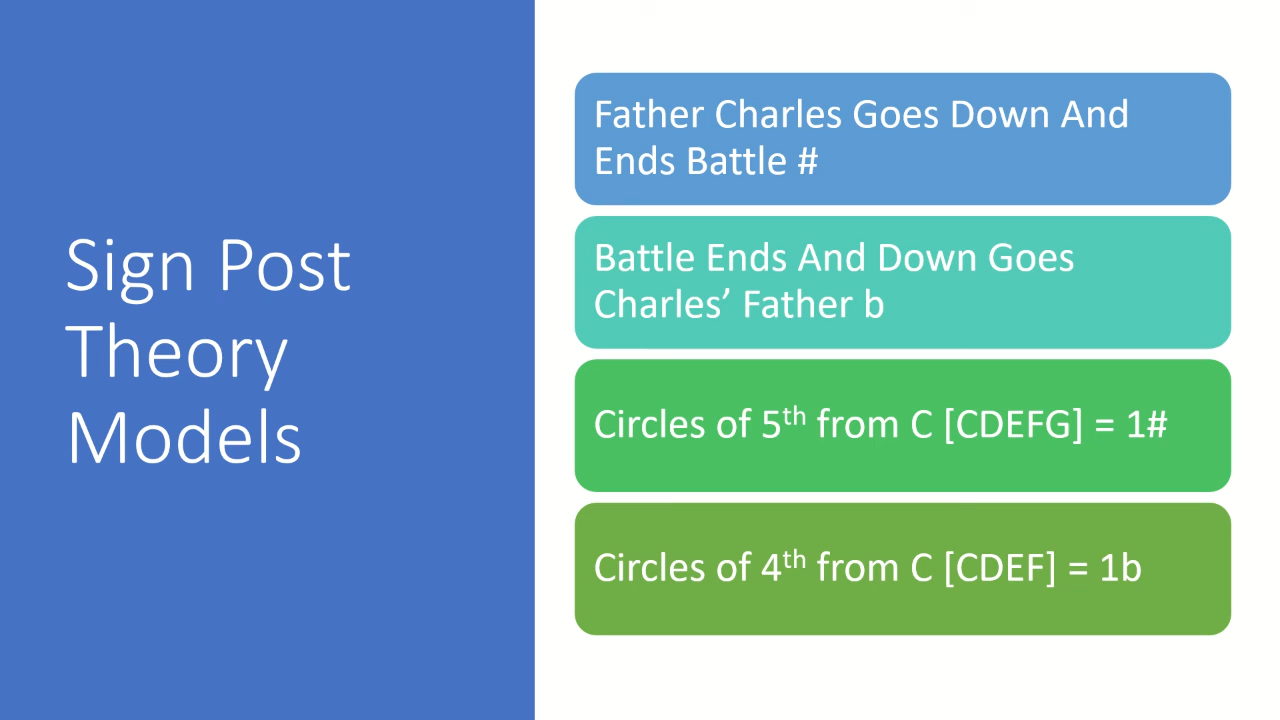 Sign Post
Theory
Models
Father Charles Goes Down And
Ends Battle #
Battle Ends And Down Goes
Charles’ Father b
Circles of 5th from C [CDEFG] = 1#
Circles of 4th from C [CDEF] = 1b